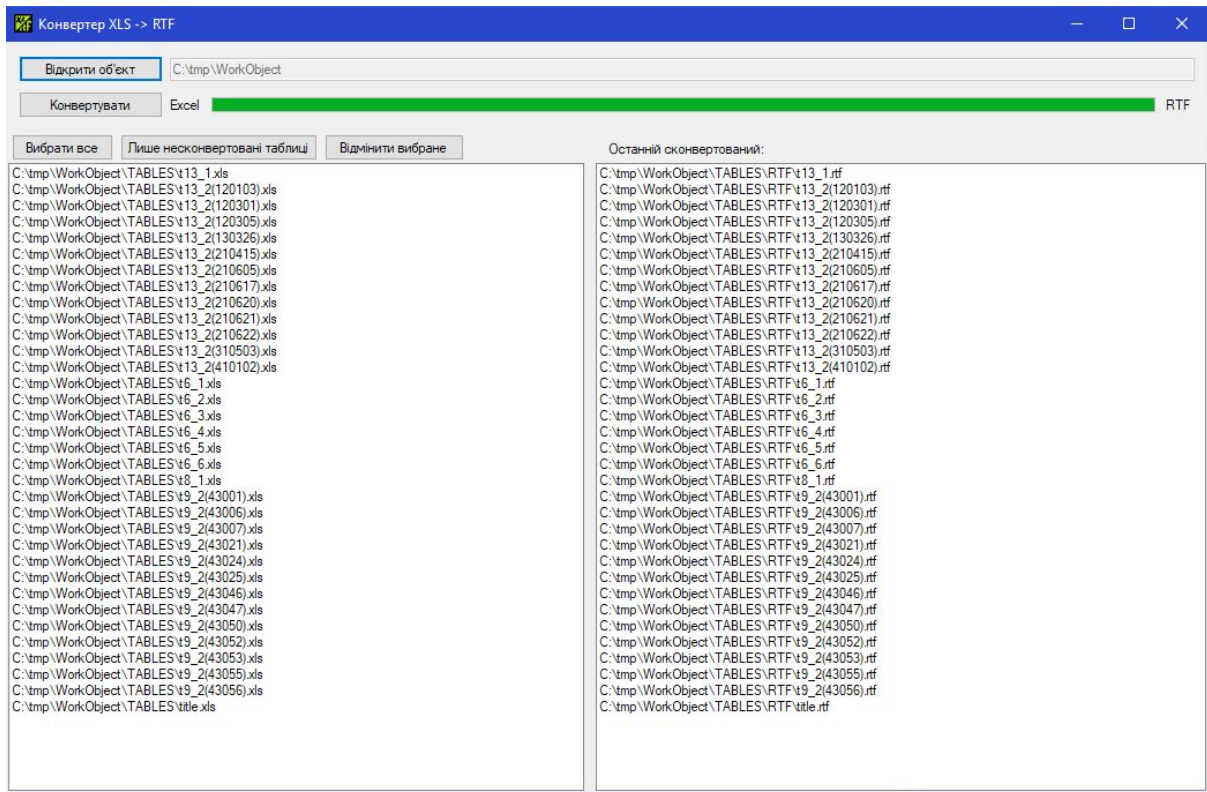 Конвертер XLS -> RTF
Відкрити об'єкт C:\tmp\WorkObject
Конвертувати Excel RTF
Вибрати все Лише несконвертовані таблиці Відмінити вибране
C:\tmp\WorkObject\TABLES\t13_1.xls
C:\tmp\WorkObject\TABLES\t13_2(120103).xls
C:\tmp\WorkObject\TABLES\t13_2(120301).xls
C:\tmp\WorkObject\TABLES\t13_2(120305).xls
C:\tmp\WorkObject\TABLES\t13_2(130326).xls
C:\tmp\WorkObject\TABLES\t13_2(210415).xls
C:\tmp\WorkObject\TABLES\t13_2(210605).xls
C:\tmp\WorkObject\TABLES\t13_2(210617).xls
C:\tmp\WorkObject\TABLES\t13_2(210620).xls
C:\tmp\WorkObject\TABLES\t13_2(210621).xls
C:\tmp\WorkObject\TABLES\t13_2(210622).xls
C:\tmp\WorkObject\TABLES\t13_2(310503).xls
C:\tmp\WorkObject\TABLES\t13_2(410102).xls
C:\tmp\WorkObject\TABLES\t6_1.xls
C:\tmp\WorkObject\TABLES\t6_2.xls
C:\tmp\WorkObject\TABLES\t6_3.xls
C:\tmp\WorkObject\TABLES\t6_4.xls
C:\tmp\WorkObject\TABLES\t6_5.xls
C:\tmp\WorkObject\TABLES\t6_6.xls
C:\tmp\WorkObject\TABLES\t8_1.xls
C:\tmp\WorkObject\TABLES\t9_2(43001).xls
C:\tmp\WorkObject\TABLES\t9_2(43006).xls
C:\tmp\WorkObject\TABLES\t9_2(43007).xls
C:\tmp\WorkObject\TABLES\t9_2(43021).xls
C:\tmp\WorkObject\TABLES\t9_2(43024).xls
C:\tmp\WorkObject\TABLES\t9_2(43025).xls
C:\tmp\WorkObject\TABLES\t9_2(43046).xls
C:\tmp\WorkObject\TABLES\t9_2(43047).xls
C:\tmp\WorkObject\TABLES\t9_2(43050).xls
C:\tmp\WorkObject\TABLES\t9_2(43052).xls
C:\tmp\WorkObject\TABLES\t9_2(43053).xls
C:\tmp\WorkObject\TABLES\t9_2(43055).xls
C:\tmp\WorkObject\TABLES\t9_2(43056).xls
C:\tmp\WorkObject\TABLES\title.xls
Останній сконвертований:
C:\tmp\WorkObject\TABLES\RTF\t13_1.rtf
C:\tmp\WorkObject\TABLES\RTF\t13_2(120103).rtf
C:\tmp\WorkObject\TABLES\RTF\t13_2(120301).rtf
C:\tmp\WorkObject\TABLES\RTF\t13_2(120305).rtf
C:\tmp\WorkObject\TABLES\RTF\t13_2(130326).rtf
C:\tmp\WorkObject\TABLES\RTF\t13_2(210415).rtf
C:\tmp\WorkObject\TABLES\RTF\t13_2(210605).rtf
C:\tmp\WorkObject\TABLES\RTF\t13_2(210617).rtf
C:\tmp\WorkObject\TABLES\RTF\t13_2(210620).rtf
C:\tmp\WorkObject\TABLES\RTF\t13_2(210621).rtf
C:\tmp\WorkObject\TABLES\RTF\t13_2(210622).rtf
C:\tmp\WorkObject\TABLES\RTF\t13_2(310503).rtf
C:\tmp\WorkObject\TABLES\RTF\t13_2(410102).rtf
C:\tmp\WorkObject\TABLES\RTF\t6_1.rtf
C:\tmp\WorkObject\TABLES\RTF\t6_2.rtf
C:\tmp\WorkObject\TABLES\RTF\t6_3.rtf
C:\tmp\WorkObject\TABLES\RTF\t6_4.rtf
C:\tmp\WorkObject\TABLES\RTF\t6_5.rtf
C:\tmp\WorkObject\TABLES\RTF\t6_6.rtf
C:\tmp\WorkObject\TABLES\RTF\t8_1.rtf
C:\tmp\WorkObject\TABLES\RTF\t9_2(43001).rtf
C:\tmp\WorkObject\TABLES\RTF\t9_2(43006).rtf
C:\tmp\WorkObject\TABLES\RTF\t9_2(43007).rtf
C:\tmp\WorkObject\TABLES\RTF\t9_2(43021).rtf
C:\tmp\WorkObject\TABLES\RTF\t9_2(43024).rtf
C:\tmp\WorkObject\TABLES\RTF\t9_2(43025).rtf
C:\tmp\WorkObject\TABLES\RTF\t9_2(43046).rtf
C:\tmp\WorkObject\TABLES\RTF\t9_2(43047).rtf
C:\tmp\WorkObject\TABLES\RTF\t9_2(43050).rtf
C:\tmp\WorkObject\TABLES\RTF\t9_2(43052).rtf
C:\tmp\WorkObject\TABLES\RTF\t9_2(43053).rtf
C:\tmp\WorkObject\TABLES\RTF\t9_2(43055).rtf
C:\tmp\WorkObject\TABLES\RTF\t9_2(43056).rtf
C:\tmp\WorkObject\TABLES\RTF\title.rtf